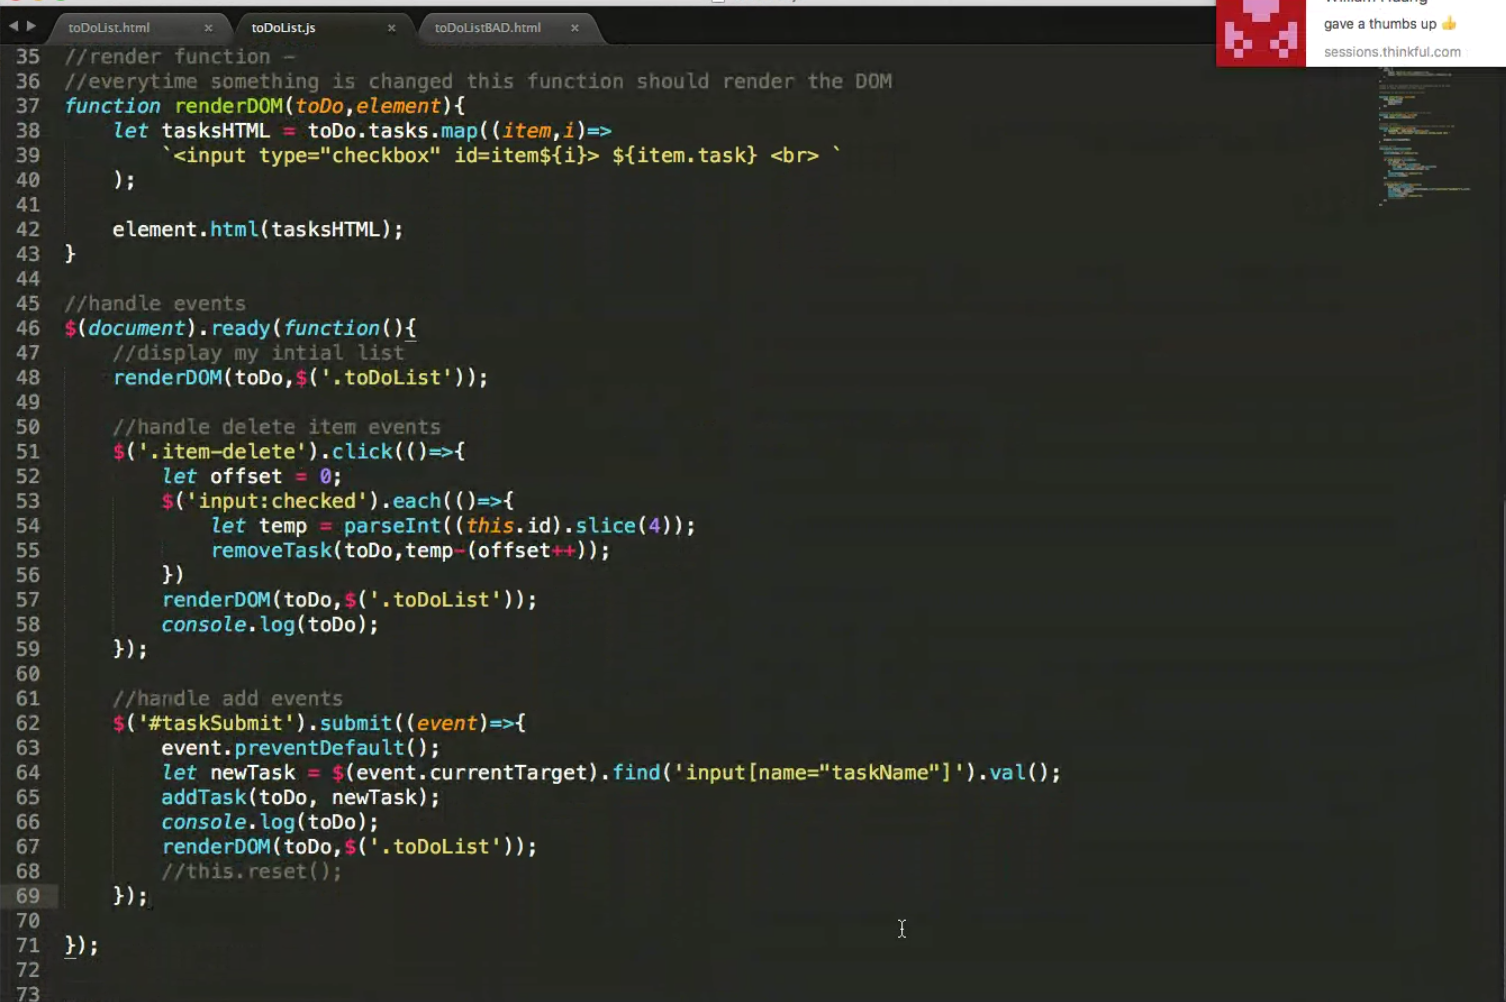 toDoList.html × toDoList.js × toDoListBAD.html ×
gave a thumbs up 👍
sessions.thinkful.com
35 //render function –
36 //everytime something is changed this function should render the DOM
37 function renderDOM(toDo,element){
38     let tasksHTML = toDo.tasks.map((item,i)=>
39         `<input type="checkbox" id=item${i}> ${item.task} <br> `
40     );
41
42     element.html(tasksHTML);
43 }
44
45 //handle events
46 $(document).ready(function(){
47     //display my intial list
48     renderDOM(toDo,$('.toDoList'));
49
50     //handle delete item events
51     $('.item-delete').click(()=>{
52         let offset = 0;
53         $('input:checked').each(()=>{
54             let temp = parseInt((this.id).slice(4));
55             removeTask(toDo,temp-(offset++));
56         })
57         renderDOM(toDo,$('.toDoList'));
58         console.log(toDo);
59     });
60
61     //handle add events
62     $('#taskSubmit').submit((event)=>{
63         event.preventDefault();
64         let newTask = $(event.currentTarget).find('input[name="taskName"]').val();
65         addTask(toDo, newTask);
66         console.log(toDo);
67         renderDOM(toDo,$('.toDoList'));
68         //this.reset();
69     });
70
71 });
72
73